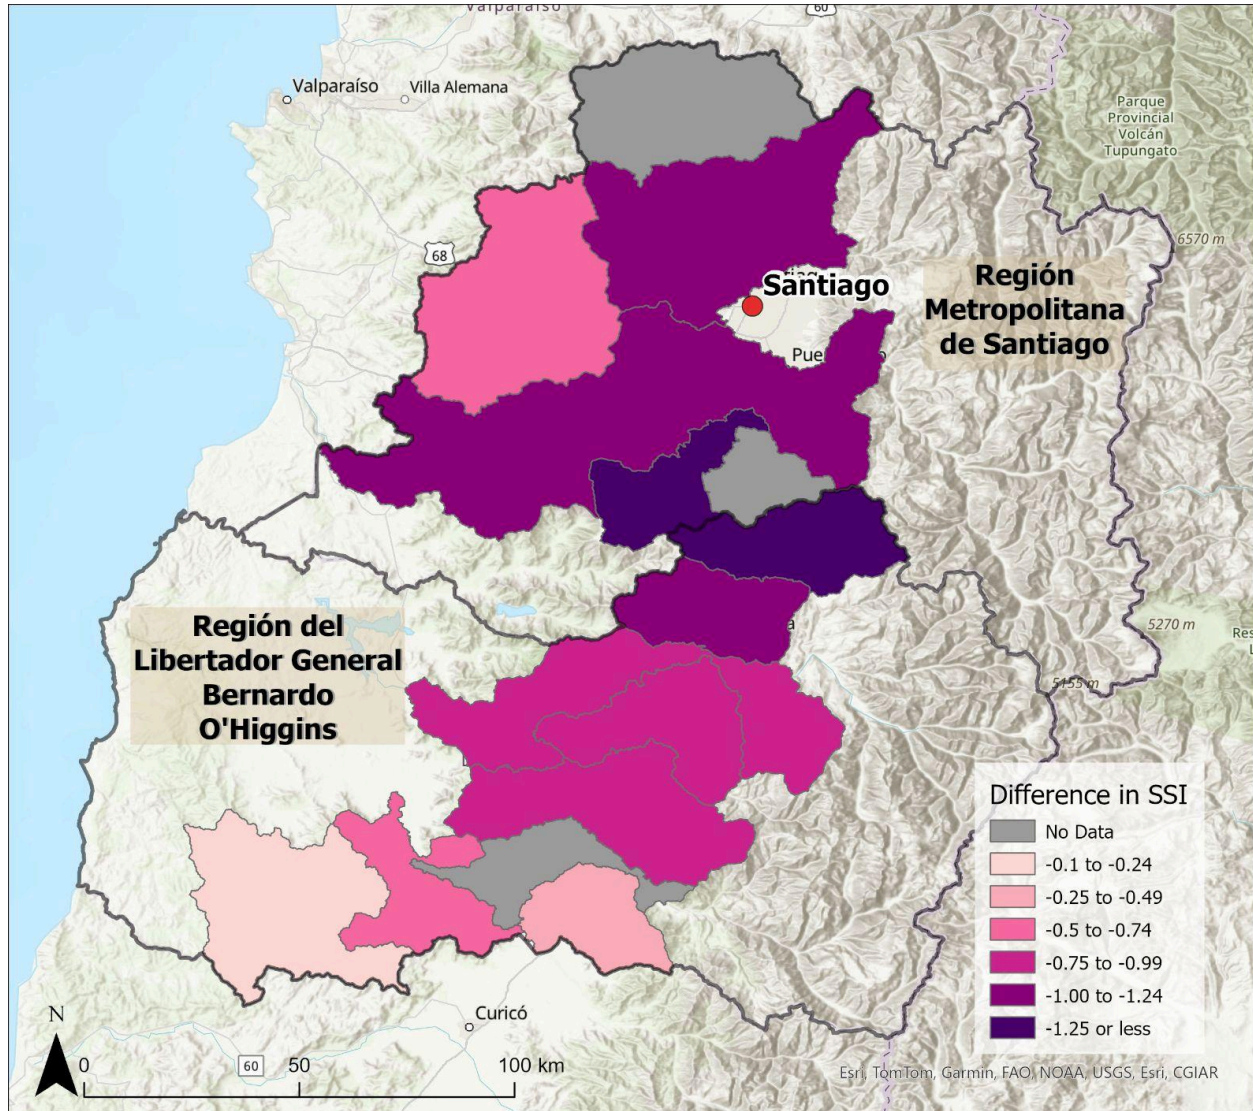 Valparaíso
60
Parque
Provincial
Volcán
Tupungato
Valparaíso
Villa Alemana
68
6570 m
Santiago
Región
Metropolitana
de Santiago
Región del
Libertador General
Bernardo
O'Higgins
5270 m
5155 m
Difference in SSI
No Data
-0.1 to -0.24
-0.25 to -0.49
-0.5 to -0.74
-0.75 to -0.99
-1.00 to -1.24
-1.25 or less
Curicó
N
0 50 100 km
60
Esri, TomTom, Garmin, FAO, NOAA, USGS, Esri, CGIAR